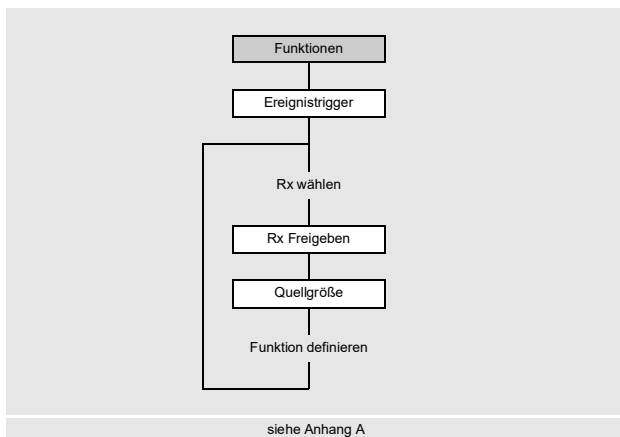 Funktionen
Ereignistrigger
Rx wählen
Rx Freigeben
Quellgröße
Funktion definieren
siehe Anhang A